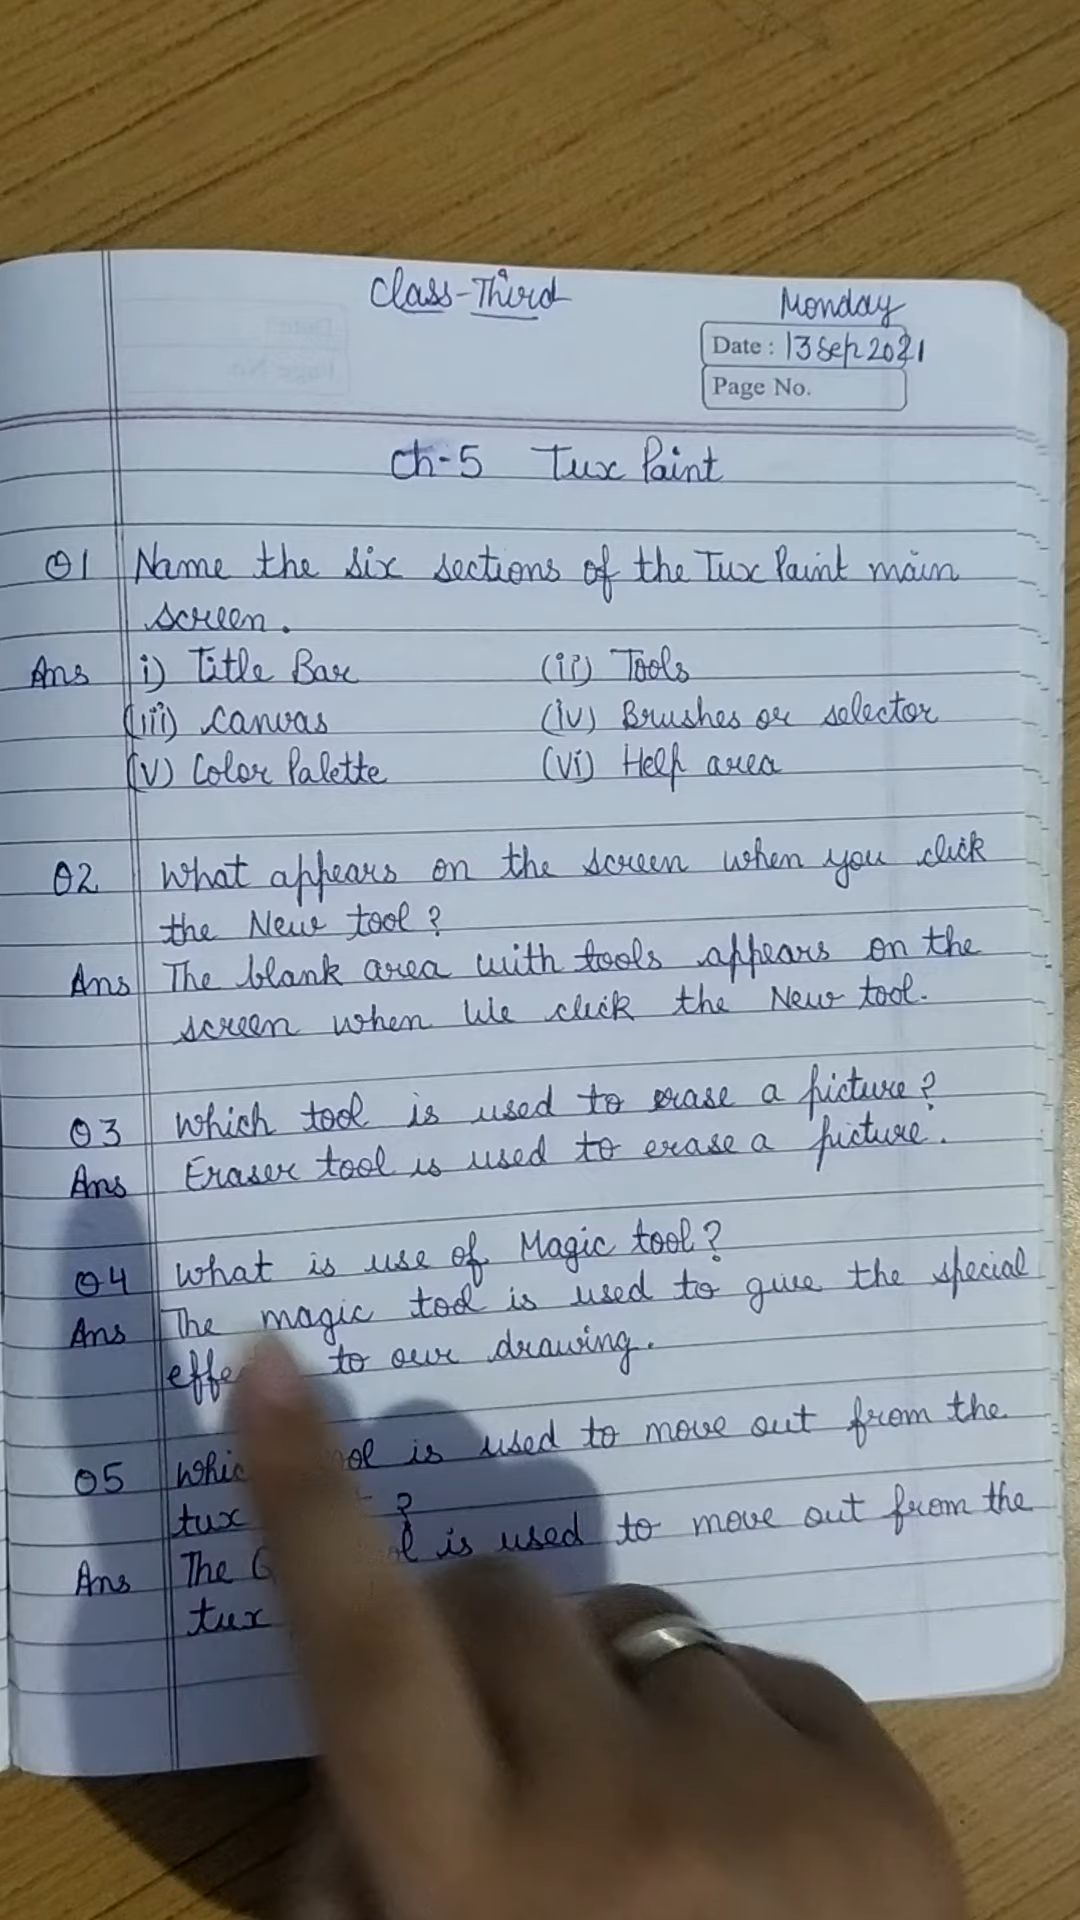 Class-Third
Monday
Date : 13 Sep 2021
Page No.
Ch-5 Tux Paint
Q1 Name the six sections of the Tux Paint main
screen.
Ans i) Title Bar (ii) Tools
(iii) Canvas (iv) Brushes or selector
(v) Color Palette (vi) Help area
Q2 What appears on the screen when you click
the New tool?
Ans The blank area with tools appears on the
screen when we click the New tool.
Q3 Which tool is used to erase a picture?
Ans Eraser tool is used to erase a picture.
Q4 What is use of Magic tool?
Ans The magic tool is used to give the special
to our drawing.
Q5 is used to move out from the
tux ?
Ans The is used to move out from the
tux